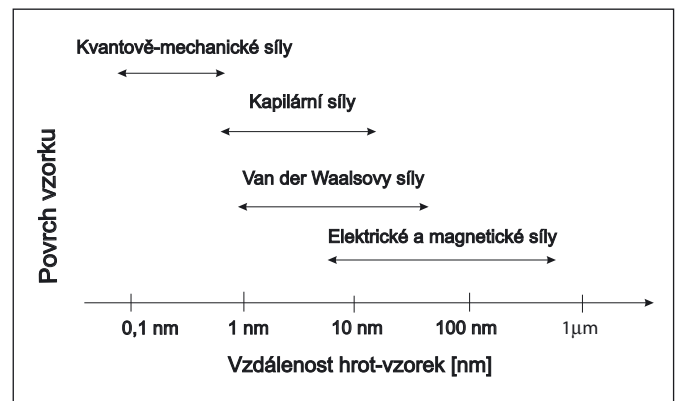 Kvantově-mechanické síly
Kapilární síly
Van der Waalsovy síly
Elektrické a magnetické síly
Povrch vzorku
0,1 nm 1 nm 10 nm 100 nm 1μm
Vzdálenost hrot-vzorek [nm]